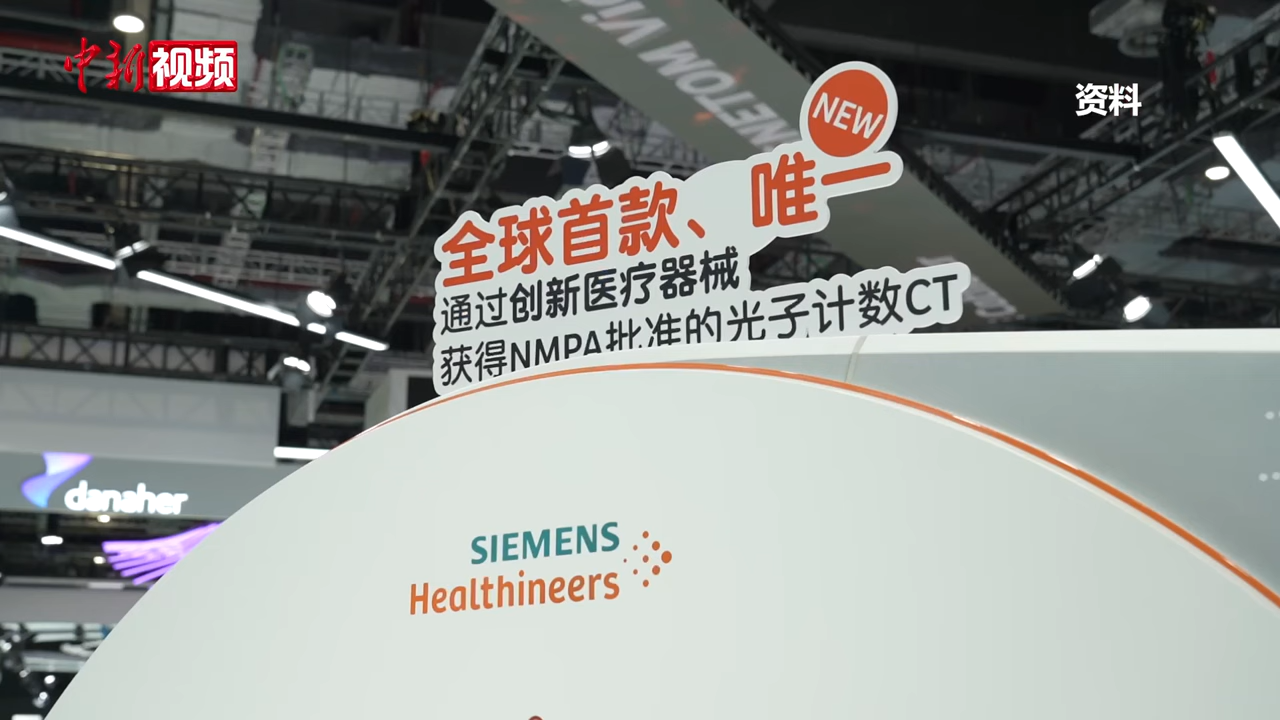 中新视频
资料
NETOM Vi
NEW
全球首款、唯一
通过创新医疗器械
获得NMPA批准的光子计数CT
danaher
SIEMENS
Healthineers